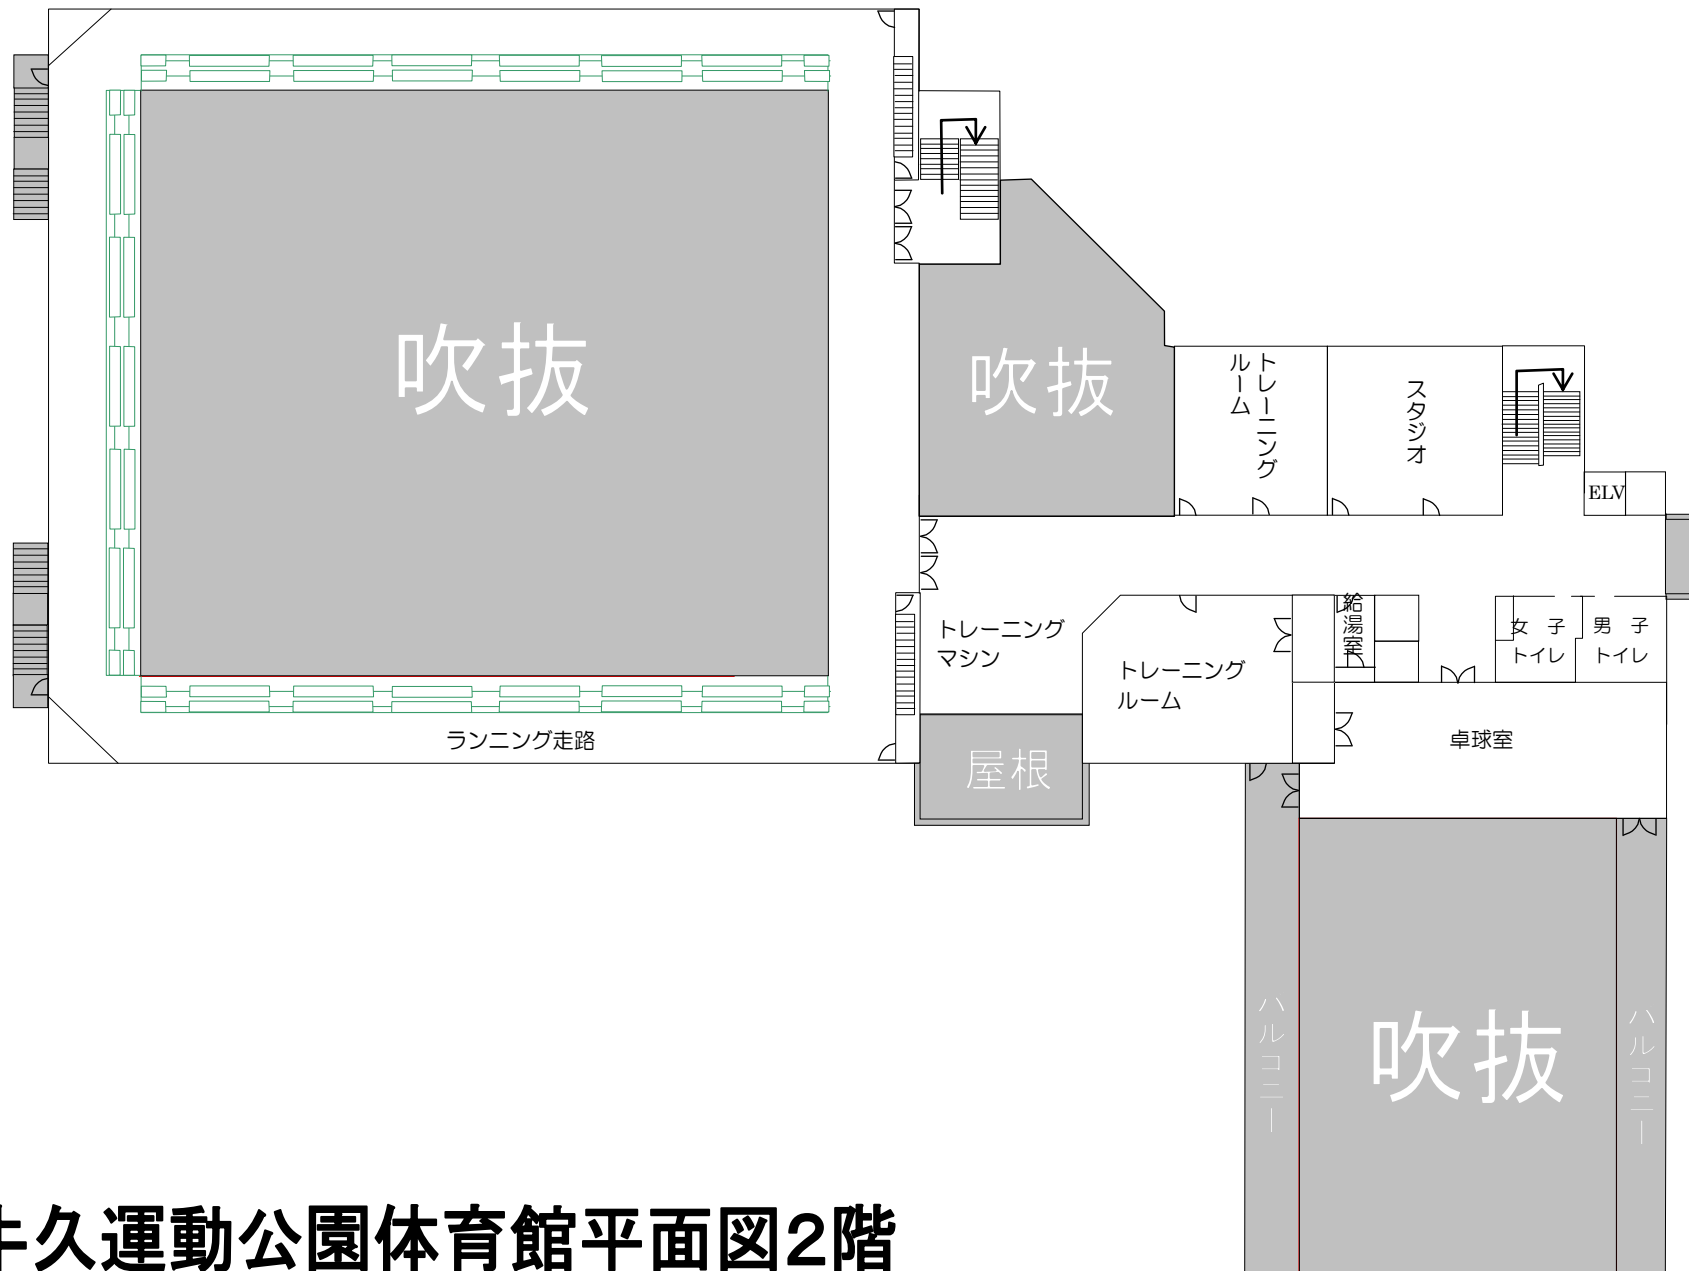 吹抜
吹抜
トレーニング
ルーム
スタジオ
ELV
トレーニング
マシン
トレーニング
ルーム
給湯室
女 子
トイレ
男 子
トイレ
ランニング走路
屋根
卓球室
ハルコニー
吹抜
ハルコニー
牛久運動公園体育館平面図2階